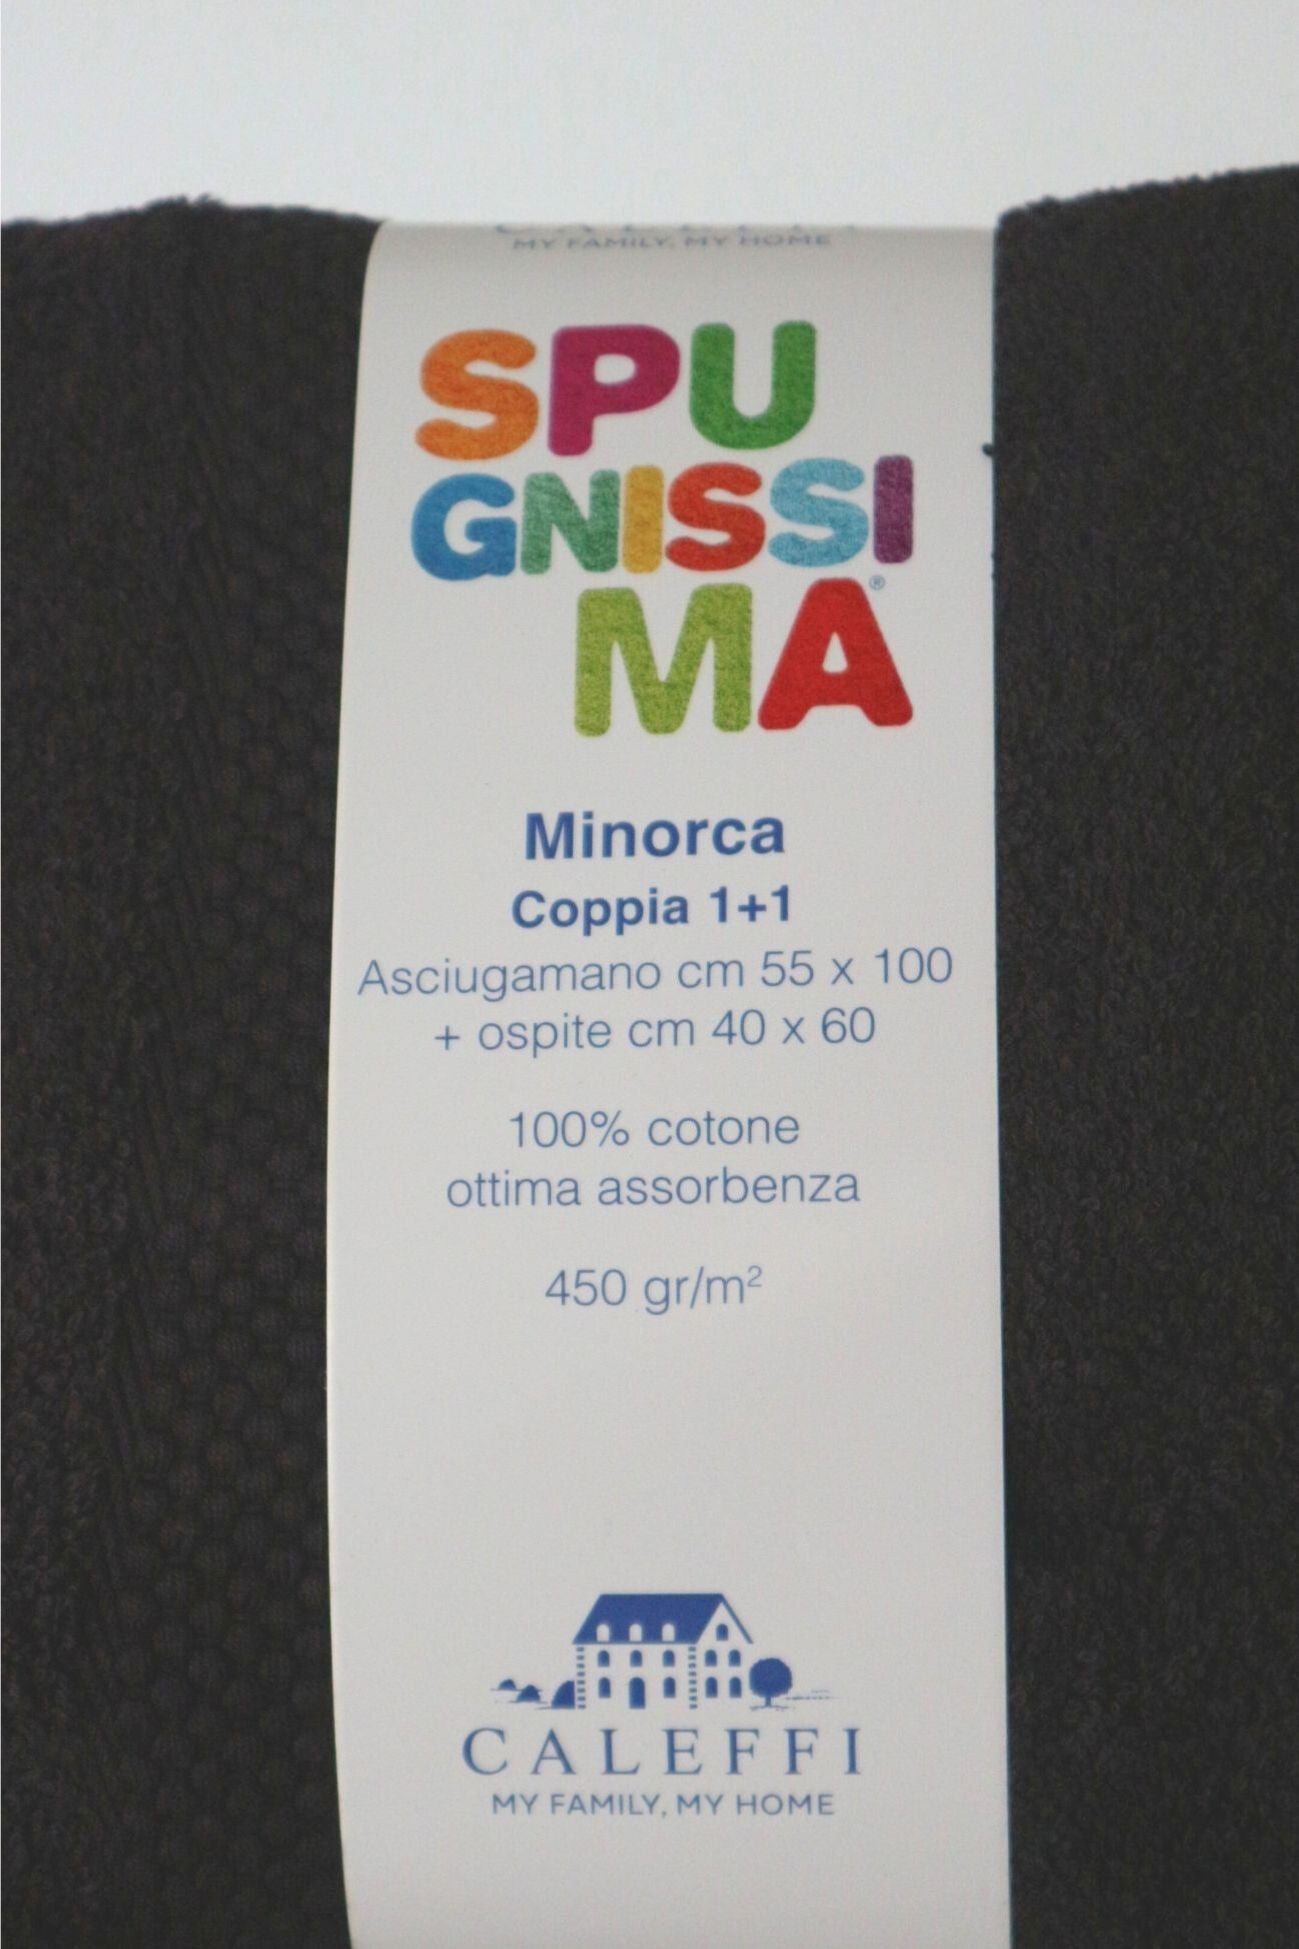 MY FAMILY, MY HOME
SPU
GNISSI
MA®
Minorca
Coppia 1+1
Asciugamano cm 55 x 100
+ ospite cm 40 x 60
100% cotone
ottima assorbenza
450 gr/m²
CALEFFI
MY FAMILY, MY HOME